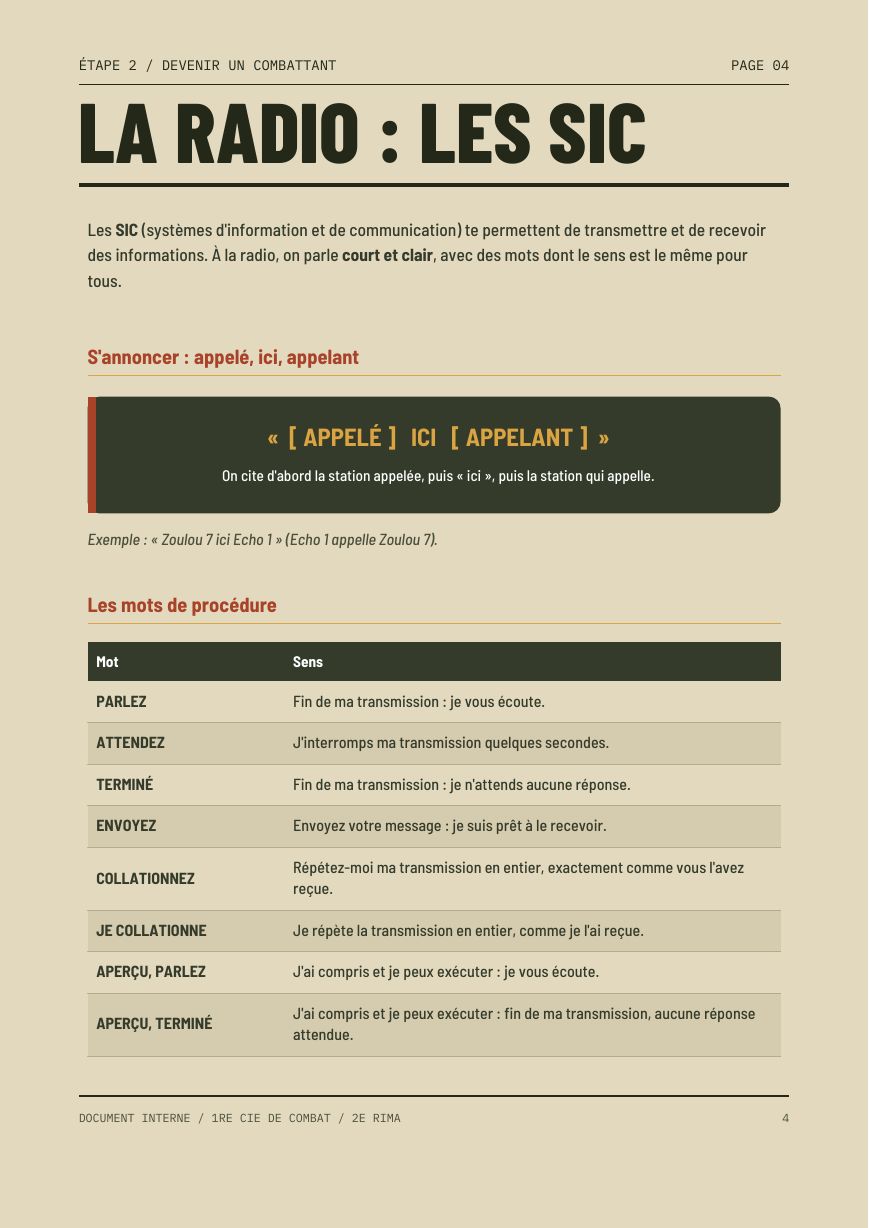 ÉTAPE 2 / DEVENIR UN COMBATTANT PAGE 04
LA RADIO : LES SIC
Les SIC (systèmes d'information et de communication) te permettent de transmettre et de recevoir
des informations. À la radio, on parle court et clair, avec des mots dont le sens est le même pour
tous.
S'annoncer : appelé, ici, appelant
« [ APPELÉ ] ICI [ APPELANT ] »
On cite d'abord la station appelée, puis « ici », puis la station qui appelle.
Exemple : « Zoulou 7 ici Echo 1 » (Echo 1 appelle Zoulou 7).
Les mots de procédure
Mot Sens
PARLEZ Fin de ma transmission : je vous écoute.
ATTENDEZ J'interromps ma transmission quelques secondes.
TERMINÉ Fin de ma transmission : je n'attends aucune réponse.
ENVOYEZ Envoyez votre message : je suis prêt à le recevoir.
COLLATIONNEZ Répétez-moi ma transmission en entier, exactement comme vous l'avez
reçue.
JE COLLATIONNE Je répète la transmission en entier, comme je l'ai reçue.
APERÇU, PARLEZ J'ai compris et je peux exécuter : je vous écoute.
APERÇU, TERMINÉ J'ai compris et je peux exécuter : fin de ma transmission, aucune réponse
attendue.
DOCUMENT INTERNE / 1RE CIE DE COMBAT / 2E RIMA 4